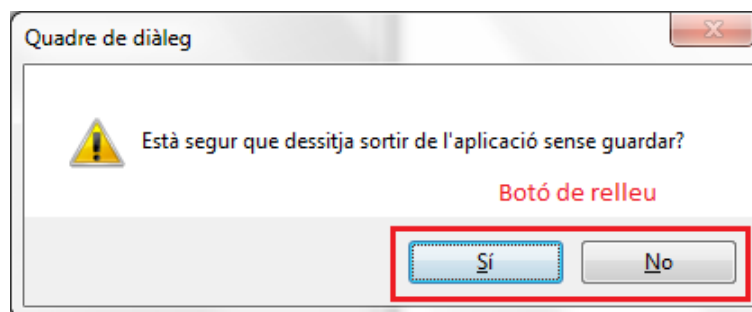 Quadre de diàleg
Està segur que dessitja sortir de l'aplicació sense guardar?
Botó de relleu
Sí No